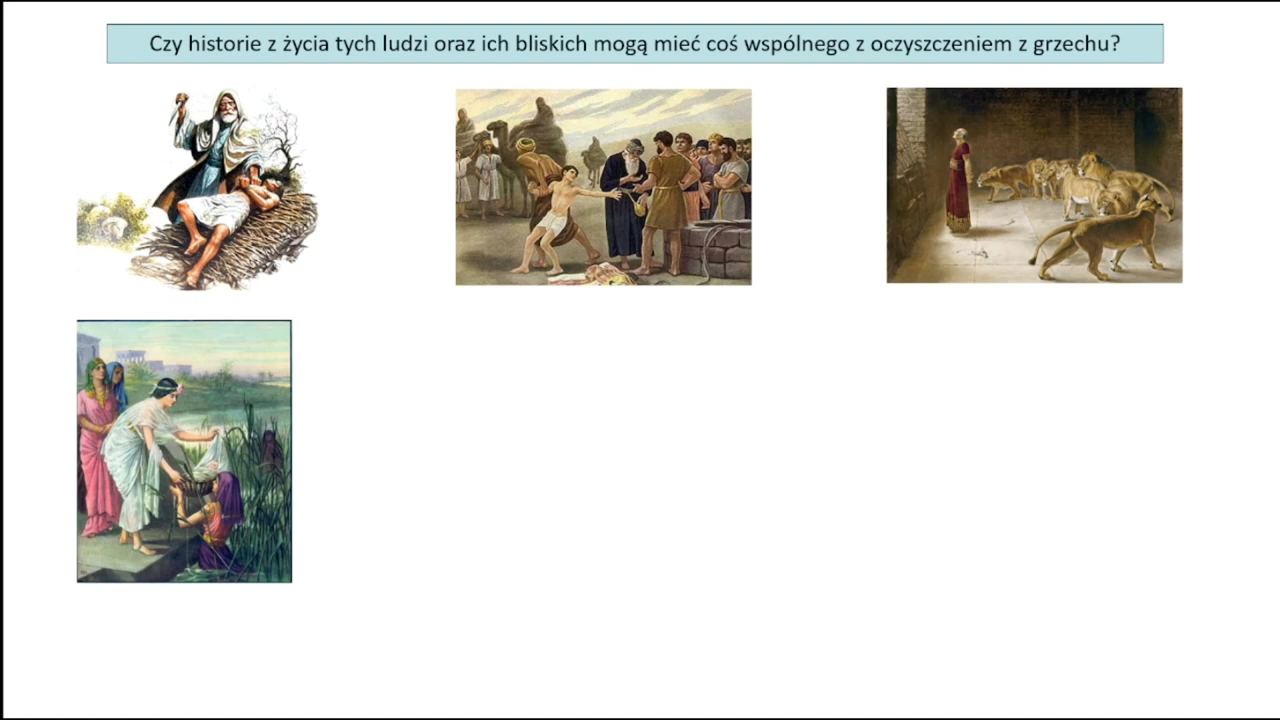 Czy historie z życia tych ludzi oraz ich bliskich mogą mieć coś wspólnego z oczyszczeniem z grzechu?